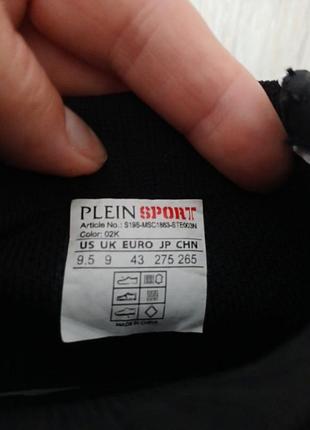 PLEIN SPORT
Article No.: S19S-MSC1883-STE003N
Color: 02K
US UK EURO JP CHN
9.5 9 43 275 265
MADE IN CHINA